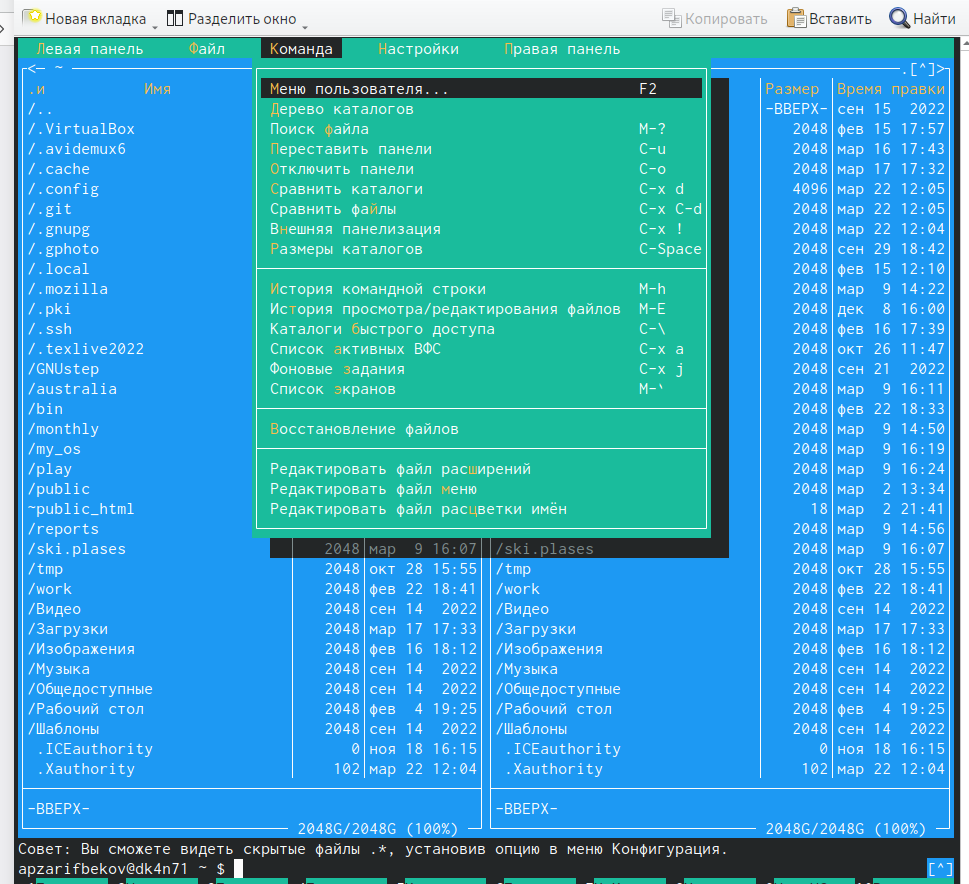 Новая вкладка Разделить окно Копировать Вставить Найти
Левая панель Файл Команда Настройки Правая панель
<─ ~ .[^]>
.и Имя Меню пользователя... F2 Размер Время правки
/.. Дерево каталогов -ВВЕРХ- сен 15 2022
/.VirtualBox Поиск файла M-? 2048 фев 15 17:57
/.avidemux6 Переставить панели C-u 2048 мар 16 17:43
/.cache Отключить панели C-o 2048 мар 17 17:32
/.config Сравнить каталоги C-x d 4096 мар 22 12:05
/.git Сравнить файлы C-x C-d 2048 мар 22 12:05
/.gnupg Внешняя панелизация C-x ! 2048 мар 22 12:04
/.gphoto Размеры каталогов C-Space 2048 сен 29 18:42
/.local 2048 фев 15 12:10
/.mozilla История командной строки M-h 2048 мар 9 14:22
/.pki История просмотра/редактирования файлов M-E 2048 дек 8 16:00
/.ssh Каталоги быстрого доступа C-\ 2048 фев 16 17:39
/.texlive2022 Список активных ВФС C-x a 2048 окт 26 11:47
/GNUstep Фоновые задания C-x j 2048 сен 21 2022
/australia Список экранов M-` 2048 мар 9 16:11
/bin 2048 фев 22 18:33
/monthly Восстановление файлов 2048 мар 9 14:50
/my_os 2048 мар 9 16:19
/play Редактировать файл расширений 2048 мар 9 16:24
/public Редактировать файл меню 2048 мар 2 13:34
~public_html Редактировать файл расцветки имён 18 мар 2 21:41
/reports 2048 мар 9 14:56
/ski.plases 2048 мар 9 16:07 /ski.plases 2048 мар 9 16:07
/tmp 2048 окт 28 15:55 /tmp 2048 окт 28 15:55
/work 2048 фев 22 18:41 /work 2048 фев 22 18:41
/Видео 2048 сен 14 2022 /Видео 2048 сен 14 2022
/Загрузки 2048 мар 17 17:33 /Загрузки 2048 мар 17 17:33
/Изображения 2048 фев 16 18:12 /Изображения 2048 фев 16 18:12
/Музыка 2048 сен 14 2022 /Музыка 2048 сен 14 2022
/Общедоступные 2048 сен 14 2022 /Общедоступные 2048 сен 14 2022
/Рабочий стол 2048 фев 4 19:25 /Рабочий стол 2048 фев 4 19:25
/Шаблоны 2048 сен 14 2022 /Шаблоны 2048 сен 14 2022
.ICEauthority 0 ноя 18 16:15 .ICEauthority 0 ноя 18 16:15
.Xauthority 102 мар 22 12:04 .Xauthority 102 мар 22 12:04
-ВВЕРХ- -ВВЕРХ-
2048G/2048G (100%) 2048G/2048G (100%)
Совет: Вы сможете видеть скрытые файлы .*, установив опцию в меню Конфигурация.
apzarifbekov@dk4n71 ~ $ [^]